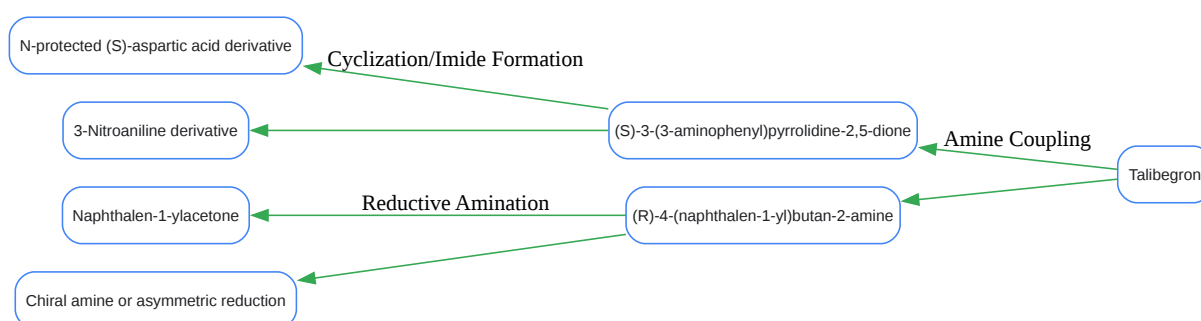 N-protected (S)-aspartic acid derivative
Cyclization/Imide Formation
3-Nitroaniline derivative
(S)-3-(3-aminophenyl)pyrrolidine-2,5-dione
Amine Coupling
Talibegron
Naphthalen-1-ylacetone
Reductive Amination
(R)-4-(naphthalen-1-yl)butan-2-amine
Chiral amine or asymmetric reduction